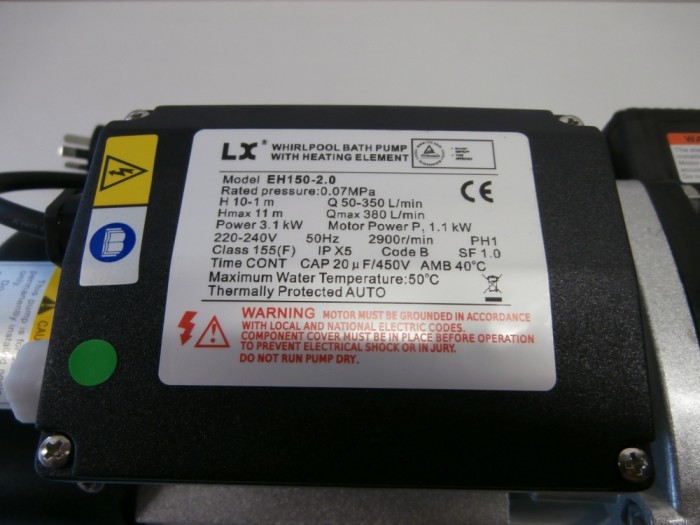 LX WHIRLPOOL BATH PUMP
WITH HEATING ELEMENT
Model EH150-2.0
Rated pressure:0.07MPa
H 10-1 m Q 50-350 L/min
Hmax 11 m Qmax 380 L/min
Power 3.1 kW Motor Power P₂ 1.1 kW
220-240V 50Hz 2900r/min PH1
Class 155(F) IP X5 Code B SF 1.0
Time CONT CAP 20μF/450V AMB 40°C
Maximum Water Temperature:50°C
Thermally Protected AUTO
CE
WARNING MOTOR MUST BE GROUNDED IN ACCORDANCE
WITH LOCAL AND NATIONAL ELECTRIC CODES.
COMPONENT COVER MUST BE IN PLACE BEFORE OPERATION
TO PREVENT ELECTRICAL SHOCK OR IN JURY.
DO NOT RUN PUMP DRY.